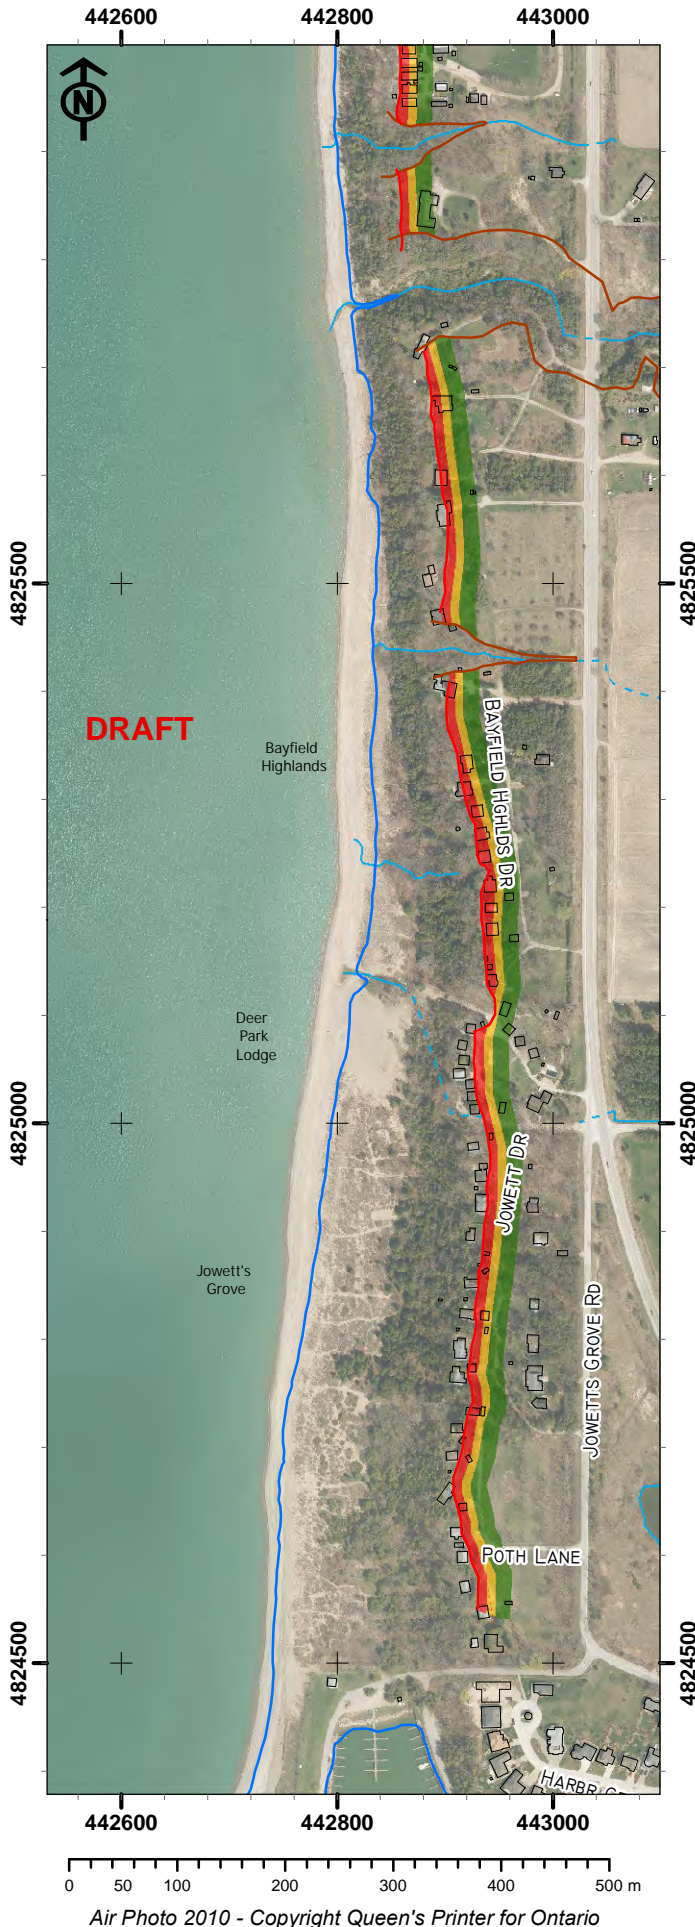 442600 442800 443000
N
4825500 4825500
DRAFT
Bayfield
Highlands
BAYFIELD HGHLDS DR
Deer
Park
Lodge
4825000 4825000
JOWETT DR
Jowett's
Grove
JOWETTS GROVE RD
POTH LANE
4824500 4824500
HARBR
442600 442800 443000
0 50 100 200 300 400 500 m
Air Photo 2010 - Copyright Queen's Printer for Ontario